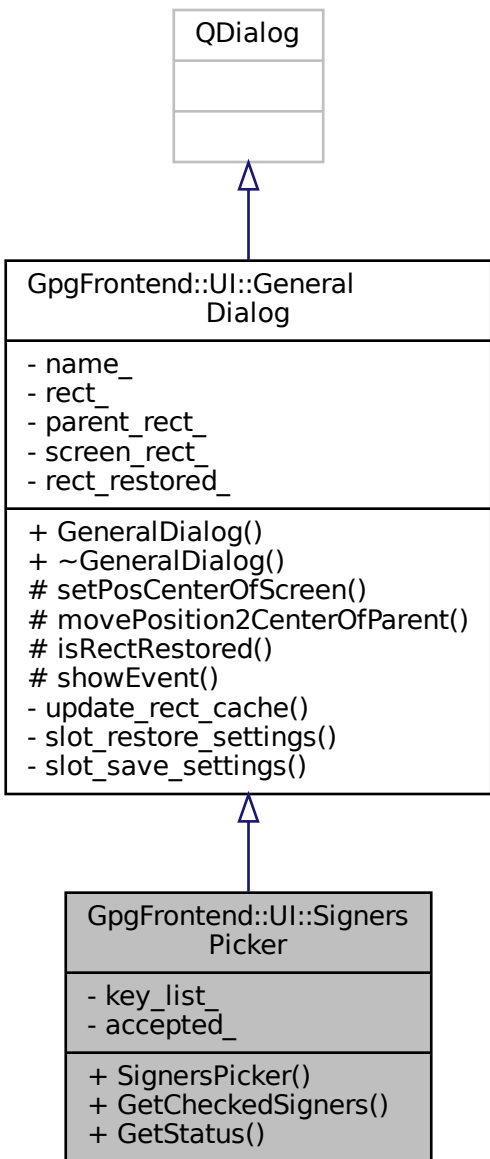 QDialog
GpgFrontend::UI::General
Dialog
- name_
- rect_
- parent_rect_
- screen_rect_
- rect_restored_
+ GeneralDialog()
+ ~GeneralDialog()
# setPosCenterOfScreen()
# movePosition2CenterOfParent()
# isRectRestored()
# showEvent()
- update_rect_cache()
- slot_restore_settings()
- slot_save_settings()
GpgFrontend::UI::Signers
Picker
- key_list_
- accepted_
+ SignersPicker()
+ GetCheckedSigners()
+ GetStatus()